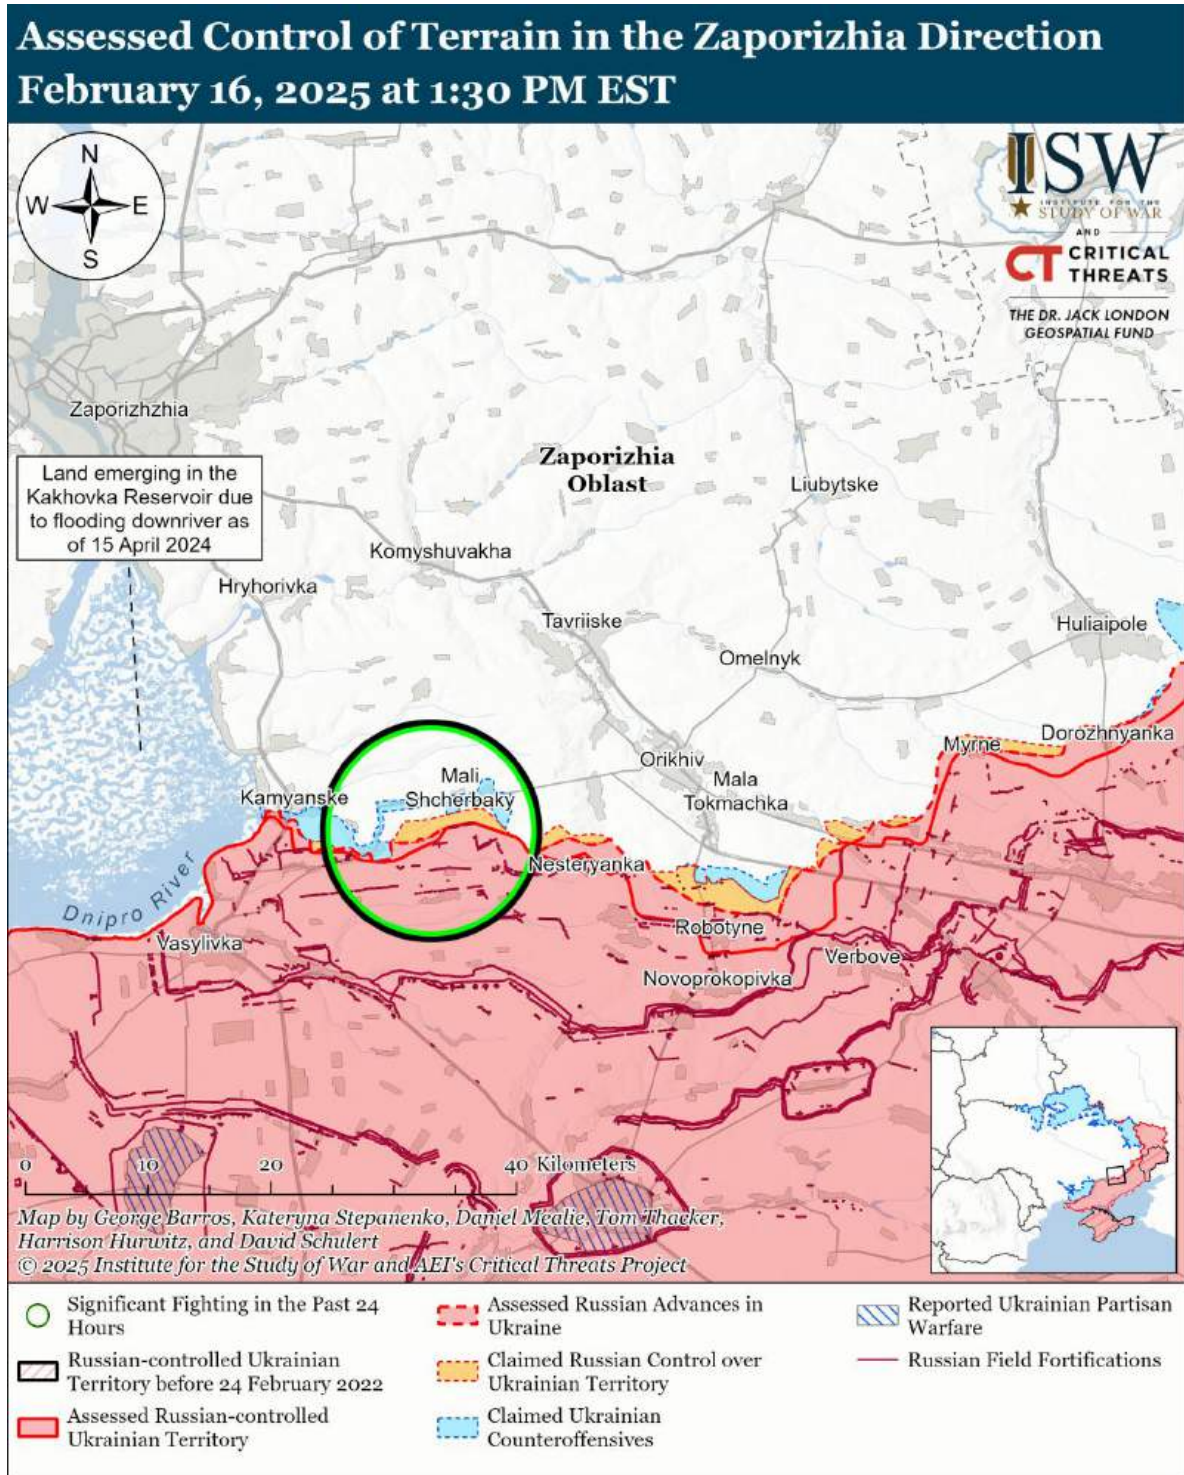 Assessed Control of Terrain in the Zaporizhia Direction
February 16, 2025 at 1:30 PM EST
N
W
E
S
ISW
INSTITUTE FOR THE
STUDY OF WAR
AND
CT CRITICAL
THREATS
THE DR. JACK LONDON
GEOSPATIAL FUND
Zaporizhzhia
Land emerging in the
Kakhovka Reservoir due
to flooding downriver as
of 15 April 2024
Zaporizhia
Oblast
Liubytske
Komyshuvakha
Hryhorivka
Tavriiske
Huliaipole
Omelnyk
Dorozhnyanka
Myrne
Orikhiv
Mali
Shcherbaky
Mala
Tokmachka
Kamyanske
Nesteryanka
Dnipro River
Robotyne
Vasylivka
Verbove
Novoprokopivka
0
10
20
40 Kilometers
Map by George Barros, Kateryna Stepanenko, Daniel Mealie, Tom Thacker,
Harrison Hurwitz, and David Schulert
© 2025 Institute for the Study of War and AEI's Critical Threats Project
Significant Fighting in the Past 24
Hours
Russian-controlled Ukrainian
Territory before 24 February 2022
Assessed Russian-controlled
Ukrainian Territory
Assessed Russian Advances in
Ukraine
Claimed Russian Control over
Ukrainian Territory
Claimed Ukrainian
Counteroffensives
Reported Ukrainian Partisan
Warfare
Russian Field Fortifications